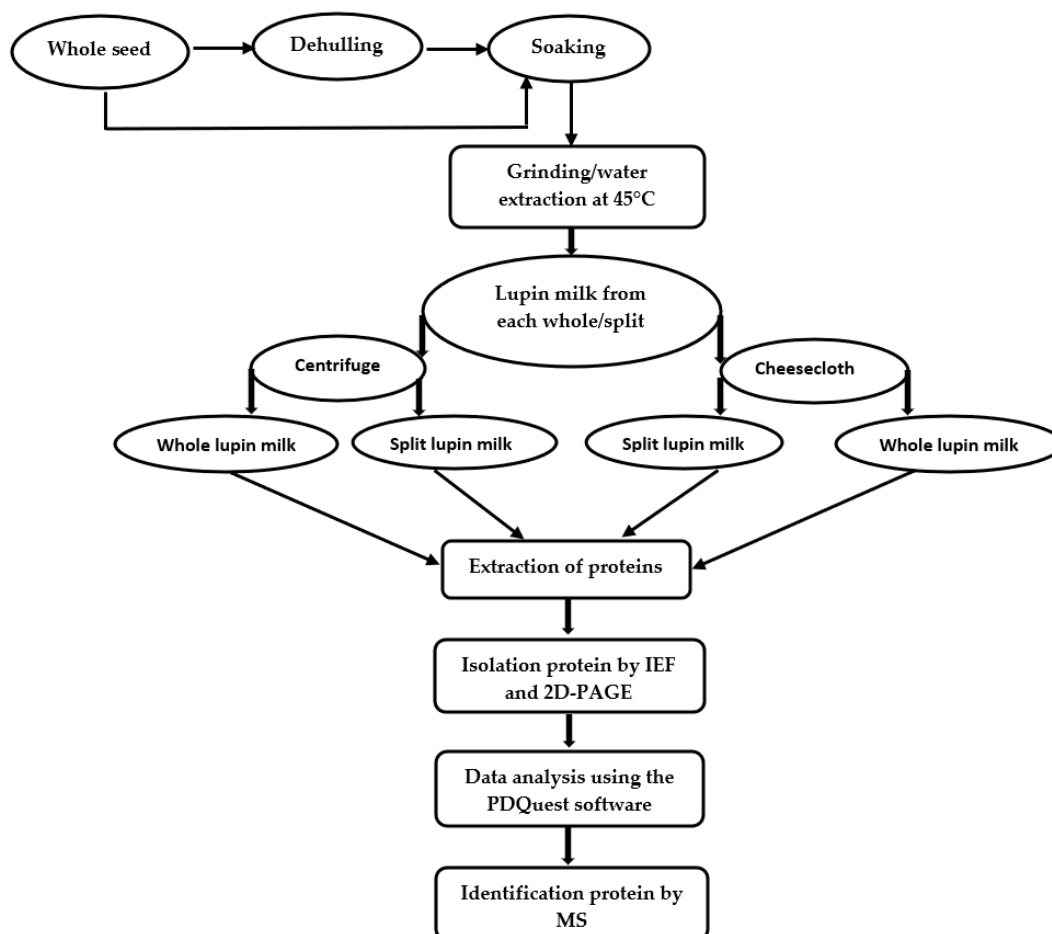 Whole seed
Dehulling
Soaking
Grinding/water
extraction at 45°C
Lupin milk from
each whole/split
Centrifuge
Cheesecloth
Whole lupin milk
Split lupin milk
Split lupin milk
Whole lupin milk
Extraction of proteins
Isolation protein by IEF
and 2D-PAGE
Data analysis using the
PDQuest software
Identification protein by
MS